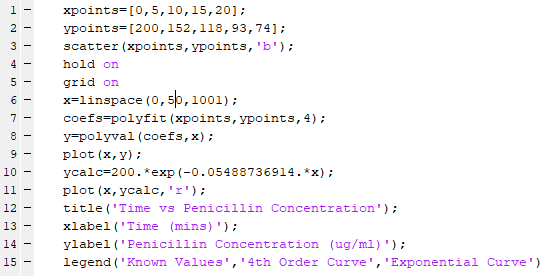 1 – xpoints=[0,5,10,15,20];
2 – ypoints=[200,152,118,93,74];
3 – scatter(xpoints,ypoints,'b');
4 – hold on
5 – grid on
6 – x=linspace(0,50,1001);
7 – coefs=polyfit(xpoints,ypoints,4);
8 – y=polyval(coefs,x);
9 – plot(x,y);
10 – ycalc=200.*exp(-0.05488736914.*x);
11 – plot(x,ycalc,'r');
12 – title('Time vs Penicillin Concentration');
13 – xlabel('Time (mins)');
14 – ylabel('Penicillin Concentration (ug/ml)');
15 – legend('Known Values','4th Order Curve','Exponential Curve')